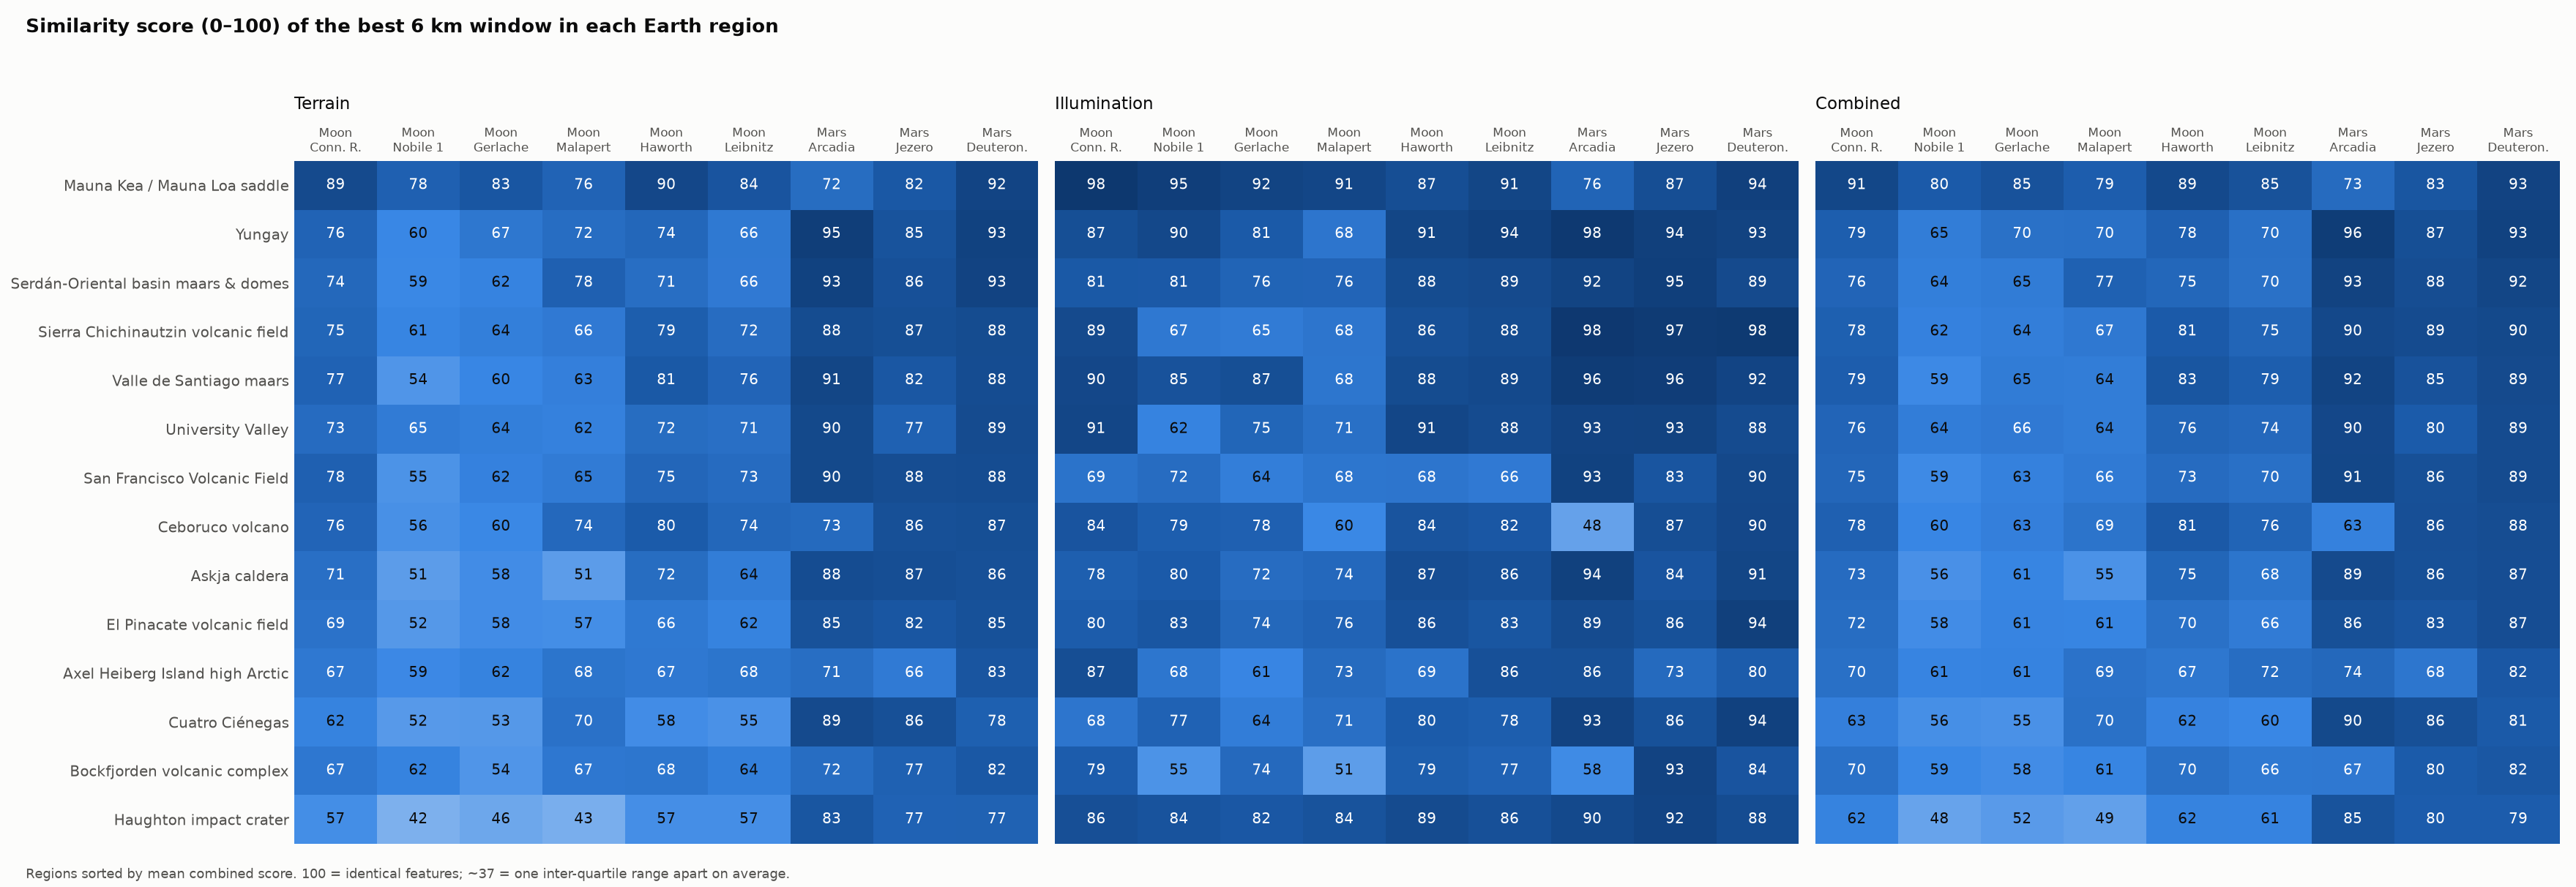 Similarity score (0–100) of the best 6 km window in each Earth region
Terrain Illumination Combined
Moon Moon Moon Moon Moon Moon Mars Mars Mars Moon Moon Moon Moon Moon Moon Mars Mars Mars Moon Moon Moon Moon Moon Moon Mars Mars Mars
Conn. R. Nobile 1 Gerlache Malapert Haworth Leibnitz Arcadia Jezero Deuteron. Conn. R. Nobile 1 Gerlache Malapert Haworth Leibnitz Arcadia Jezero Deuteron. Conn. R. Nobile 1 Gerlache Malapert Haworth Leibnitz Arcadia Jezero Deuteron.
Mauna Kea / Mauna Loa saddle 89 78 83 76 90 84 72 82 92 98 95 92 91 87 91 76 87 94 91 80 85 79 89 85 73 83 93
Yungay 76 60 67 72 74 66 95 85 93 87 90 81 68 91 94 98 94 93 79 65 70 70 78 70 96 87 93
Serdán-Oriental basin maars & domes 74 59 62 78 71 66 93 86 93 81 81 76 76 88 89 92 95 89 76 64 65 77 75 70 93 88 92
Sierra Chichinautzin volcanic field 75 61 64 66 79 72 88 87 88 89 67 65 68 86 88 98 97 98 78 62 64 67 81 75 90 89 90
Valle de Santiago maars 77 54 60 63 81 76 91 82 88 90 85 87 68 88 89 96 96 92 79 59 65 64 83 79 92 85 89
University Valley 73 65 64 62 72 71 90 77 89 91 62 75 71 91 88 93 93 88 76 64 66 64 76 74 90 80 89
San Francisco Volcanic Field 78 55 62 65 75 73 90 88 88 69 72 64 68 68 66 93 83 90 75 59 63 66 73 70 91 86 89
Ceboruco volcano 76 56 60 74 80 74 73 86 87 84 79 78 60 84 82 48 87 90 78 60 63 69 81 76 63 86 88
Askja caldera 71 51 58 51 72 64 88 87 86 78 80 72 74 87 86 94 84 91 73 56 61 55 75 68 89 86 87
El Pinacate volcanic field 69 52 58 57 66 62 85 82 85 80 83 74 76 86 83 89 86 94 72 58 61 61 70 66 86 83 87
Axel Heiberg Island high Arctic 67 59 62 68 67 68 71 66 83 87 68 61 73 69 86 86 73 80 70 61 61 69 67 72 74 68 82
Cuatro Ciénegas 62 52 53 70 58 55 89 86 78 68 77 64 71 80 78 93 86 94 63 56 55 70 62 60 90 86 81
Bockfjorden volcanic complex 67 62 54 67 68 64 72 77 82 79 55 74 51 79 77 58 93 84 70 59 58 61 70 66 67 80 82
Haughton impact crater 57 42 46 43 57 57 83 77 77 86 84 82 84 89 86 90 92 88 62 48 52 49 62 61 85 80 79
Regions sorted by mean combined score. 100 = identical features; ~37 = one inter-quartile range apart on average.